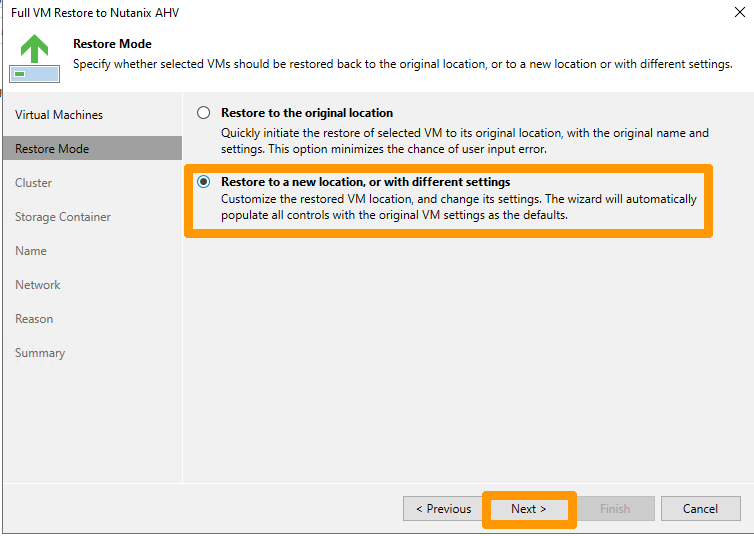 Full VM Restore to Nutanix AHV
Restore Mode
Specify whether selected VMs should be restored back to the original location, or to a new location or with different settings.
Virtual Machines
Restore Mode
Cluster
Storage Container
Name
Network
Reason
Summary
Restore to the original location
Quickly initiate the restore of selected VM to its original location, with the original name and
settings. This option minimizes the chance of user input error.
Restore to a new location, or with different settings
Customize the restored VM location, and change its settings. The wizard will automatically
populate all controls with the original VM settings as the defaults.
< Previous
Next >
Finish
Cancel